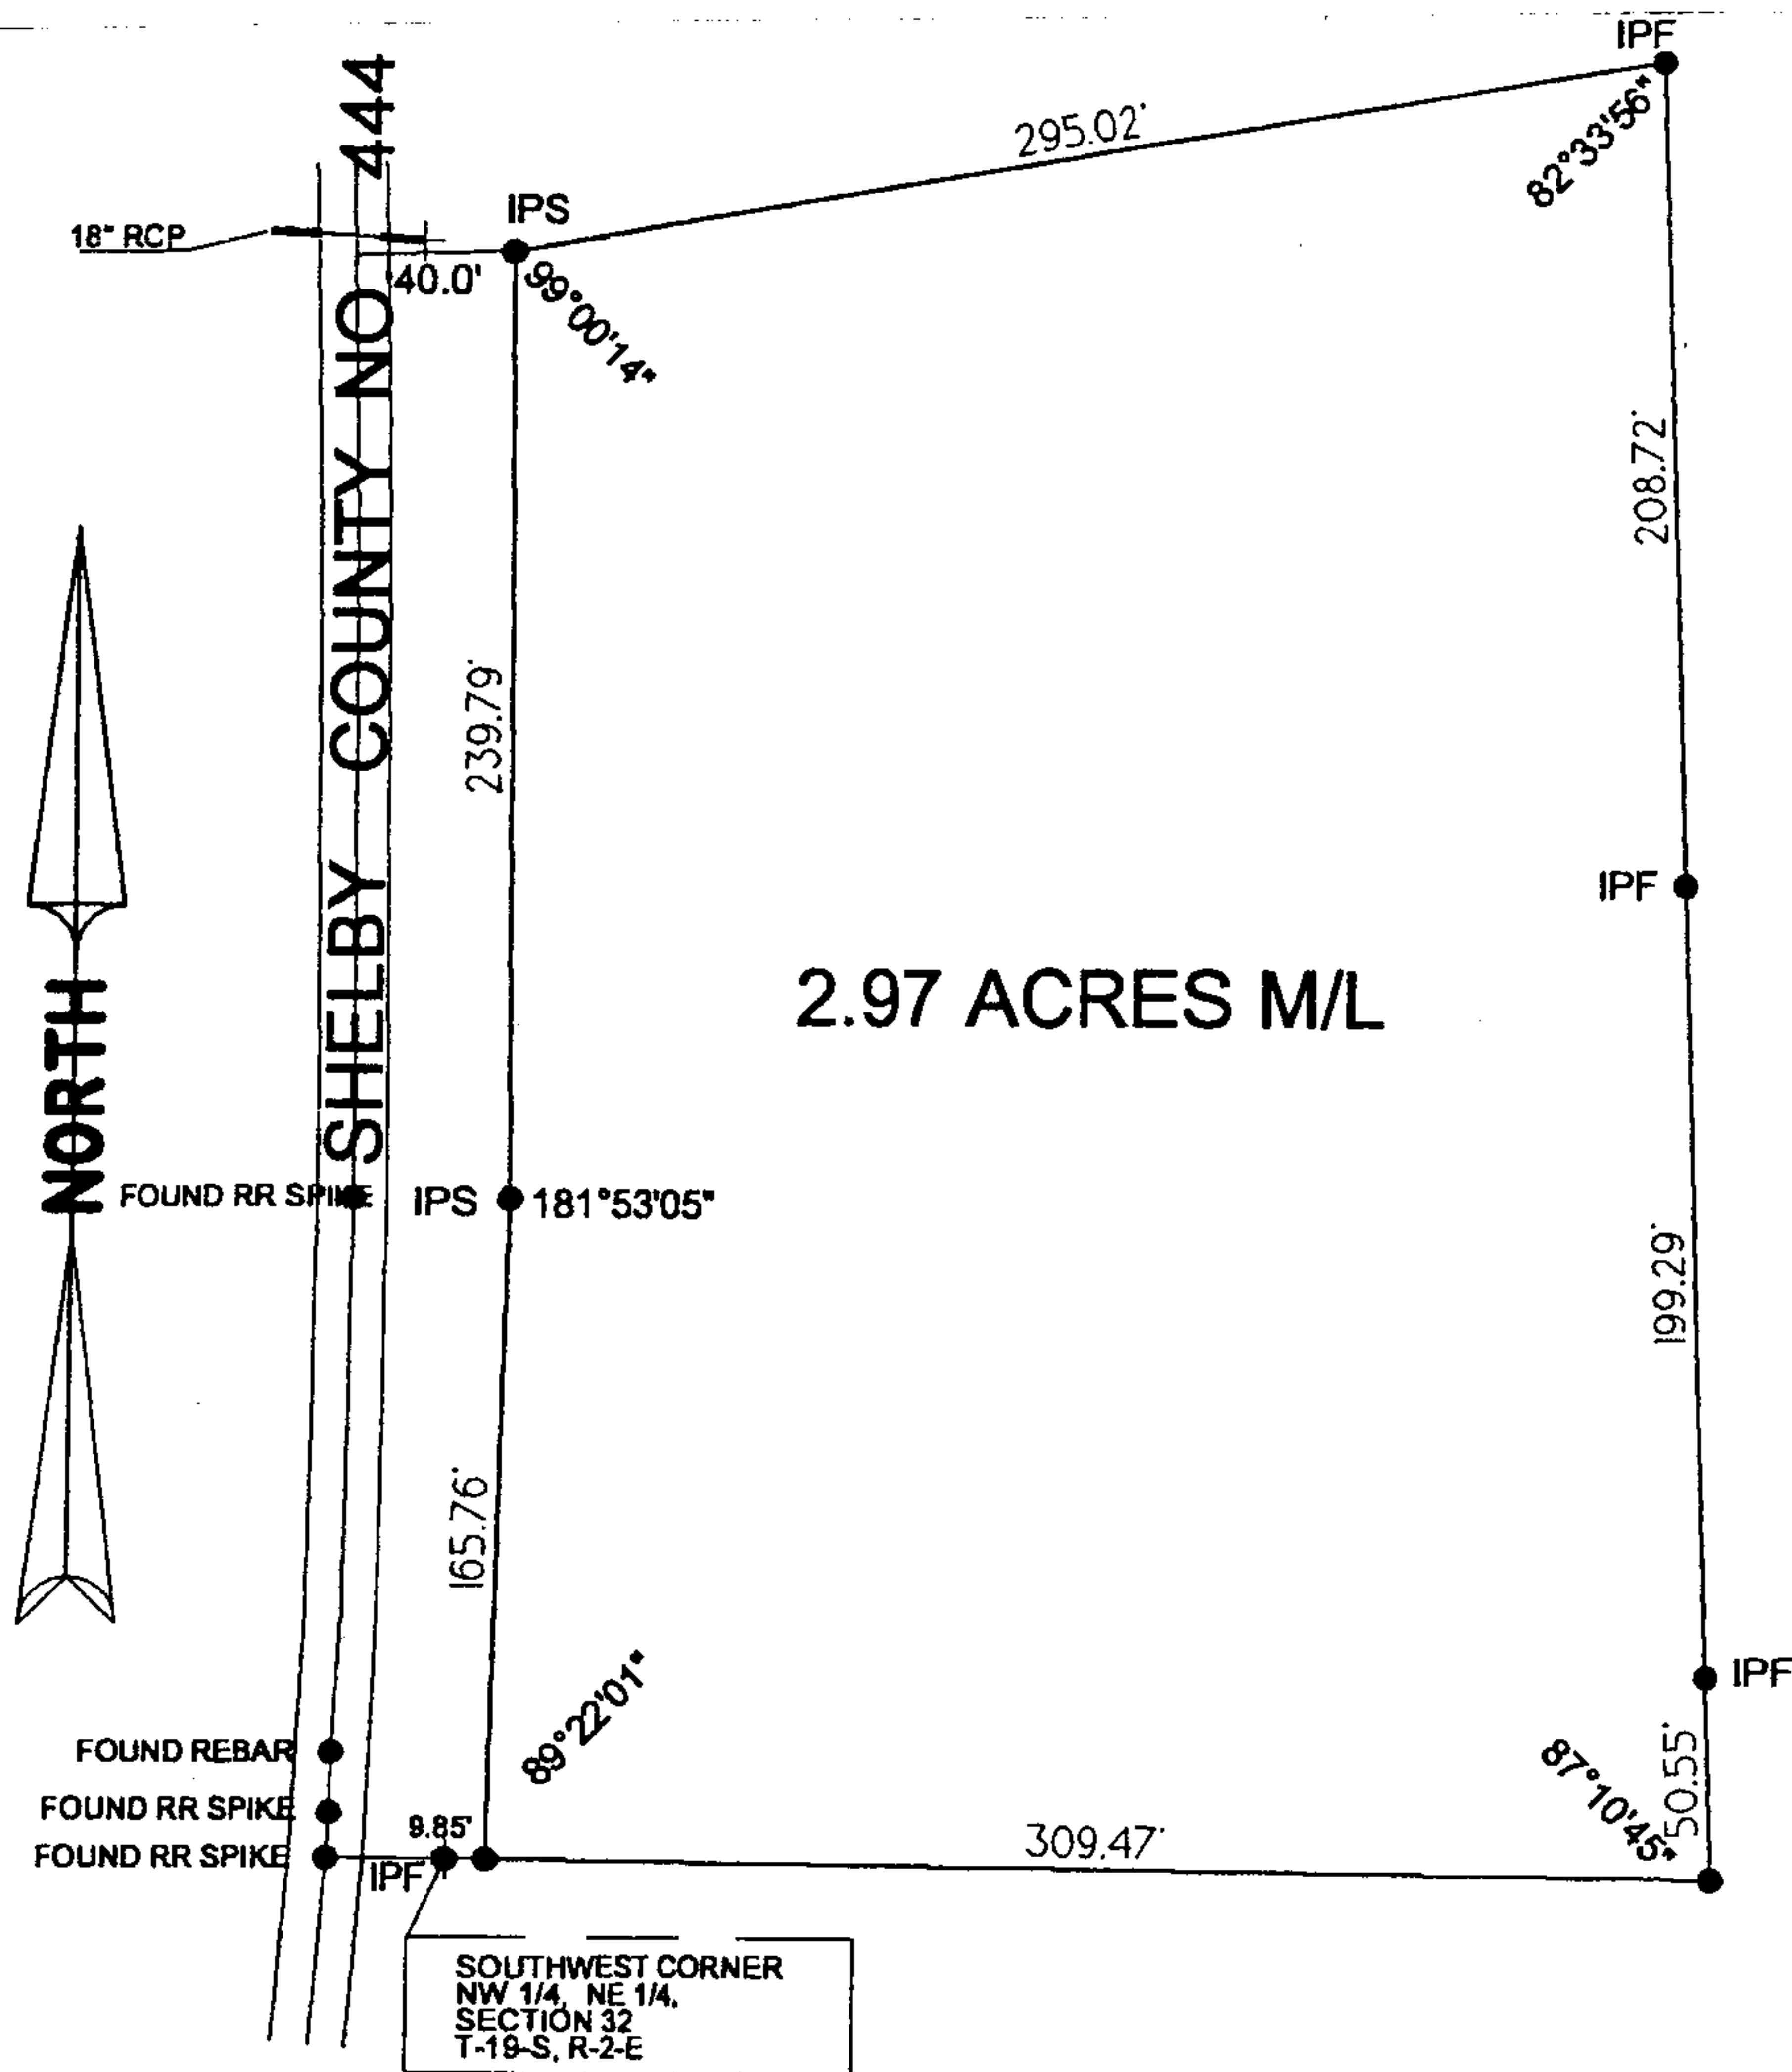 IPF
82°33'56"
295.02'
SHELBY COUNTY NO 444
IPS
18" RCP
40.0'
99°00'14"
208.72'
239.79'
IPF
2.97 ACRES M/L
NORTH
FOUND RR SPIKE
IPS
181°53'05"
199.29'
165.76'
89°22'01"
IPF
FOUND REBAR
50.55'
87°10'45"
FOUND RR SPIKE
9.85'
309.47'
FOUND RR SPIKE
IPF
SOUTHWEST CORNER
NW 1/4, NE 1/4,
SECTION 32
T-19-S, R-2-E